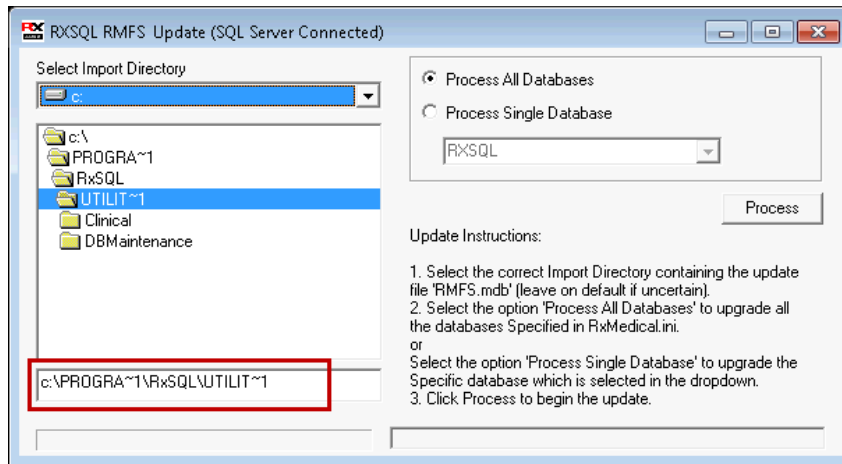 RX
RXSQL RMFS Update (SQL Server Connected)
Select Import Directory
c:
c:\
PROGRA~1
RxSQL
UTILIT~1
Clinical
DBMaintenance
c:\PROGRA~1\RxSQL\UTILIT~1
Process All Databases
Process Single Database
RXSQL
Process
Update Instructions:
1. Select the correct Import Directory containing the update
file 'RMFS.mdb' (leave on default if uncertain).
2. Select the option 'Process All Databases' to upgrade all
the databases Specified in RxMedical.ini.
or
Select the option 'Process Single Database' to upgrade the
Specific database which is selected in the dropdown.
3. Click Process to begin the update.